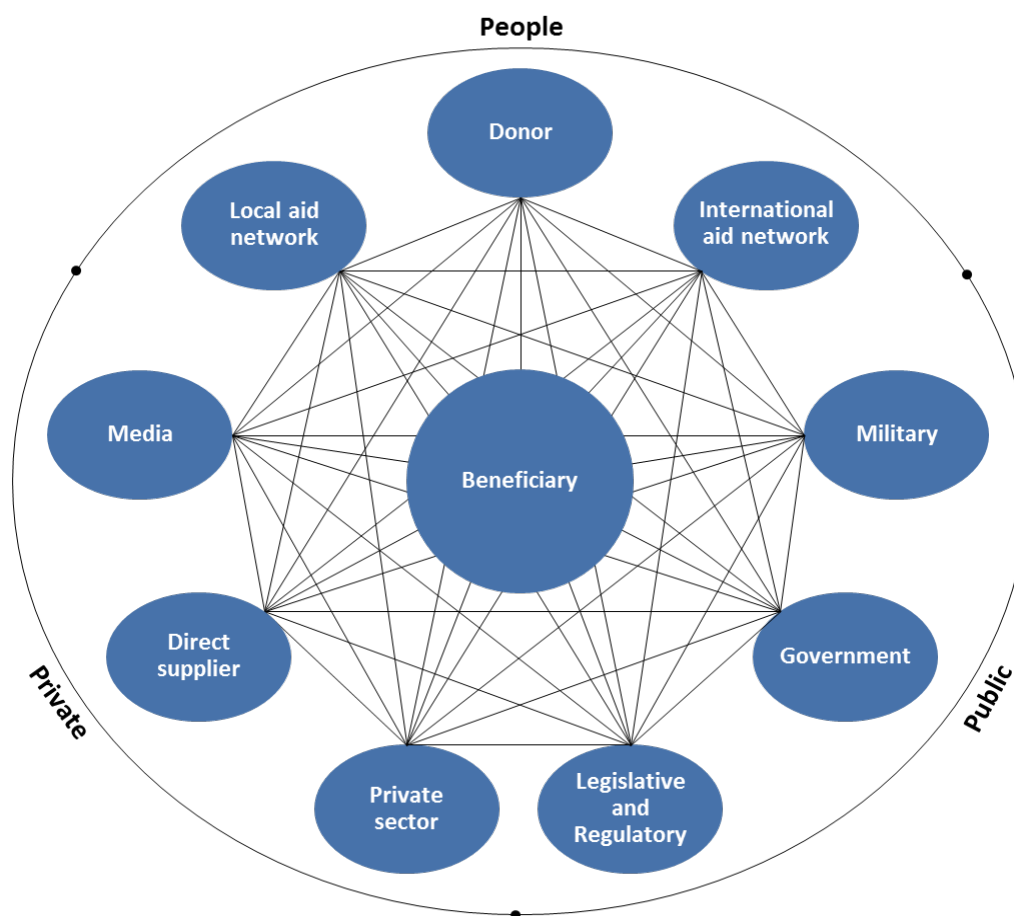 People
Donor
Local aid
network
International
aid network
Media
Military
Beneficiary
Direct
supplier
Government
Private
Public
Private
sector
Legislative
and
Regulatory